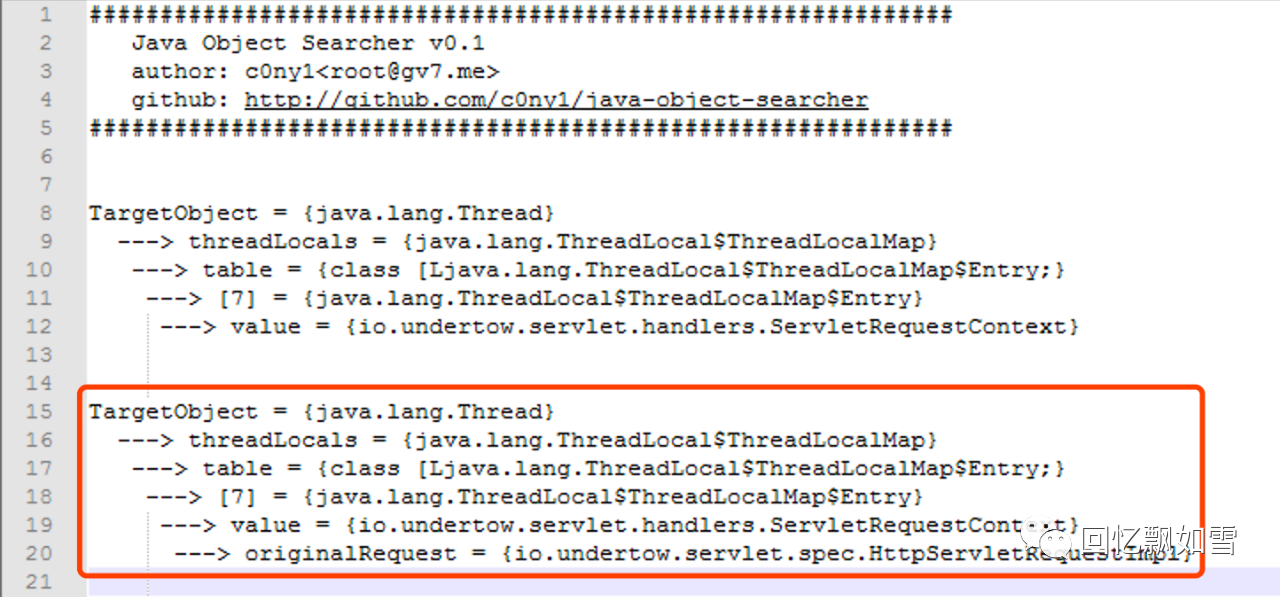 1 ##############################################################
2 Java Object Searcher v0.1
3 author: c0ny1<root@gv7.me>
4 github: http://github.com/c0ny1/java-object-searcher
5 ##############################################################
6
7
8 TargetObject = {java.lang.Thread}
9 ---> threadLocals = {java.lang.ThreadLocal$ThreadLocalMap}
10 ---> table = {class [Ljava.lang.ThreadLocal$ThreadLocalMap$Entry;}
11 ---> [7] = {java.lang.ThreadLocal$ThreadLocalMap$Entry}
12 ---> value = {io.undertow.servlet.handlers.ServletRequestContext}
13
14
15 TargetObject = {java.lang.Thread}
16 ---> threadLocals = {java.lang.ThreadLocal$ThreadLocalMap}
17 ---> table = {class [Ljava.lang.ThreadLocal$ThreadLocalMap$Entry;}
18 ---> [7] = {java.lang.ThreadLocal$ThreadLocalMap$Entry}
19 ---> value = {io.undertow.servlet.handlers.ServletRequestContext}
20 ---> originalRequest = {io.undertow.servlet.spec.HttpServletRequestImpl}
回忆飘如雪
21